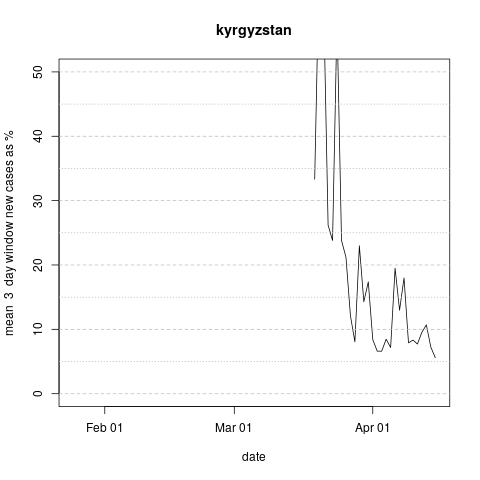 kyrgyzstan
mean  3  day window new cases as %
50
40
30
20
10
0
Feb 01
Mar 01
Apr 01
date